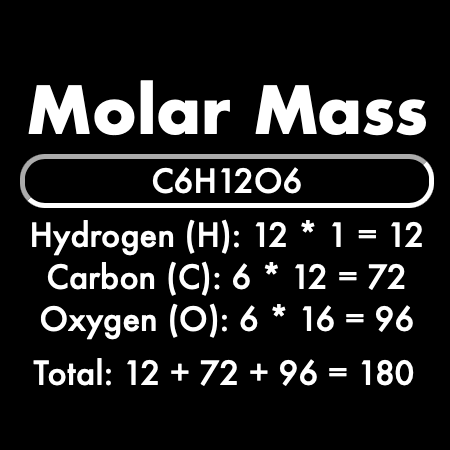 Molar Mass
C6H12O6
Hydrogen (H): 12 * 1 = 12
Carbon (C): 6 * 12 = 72
Oxygen (O): 6 * 16 = 96
Total: 12 + 72 + 96 = 180